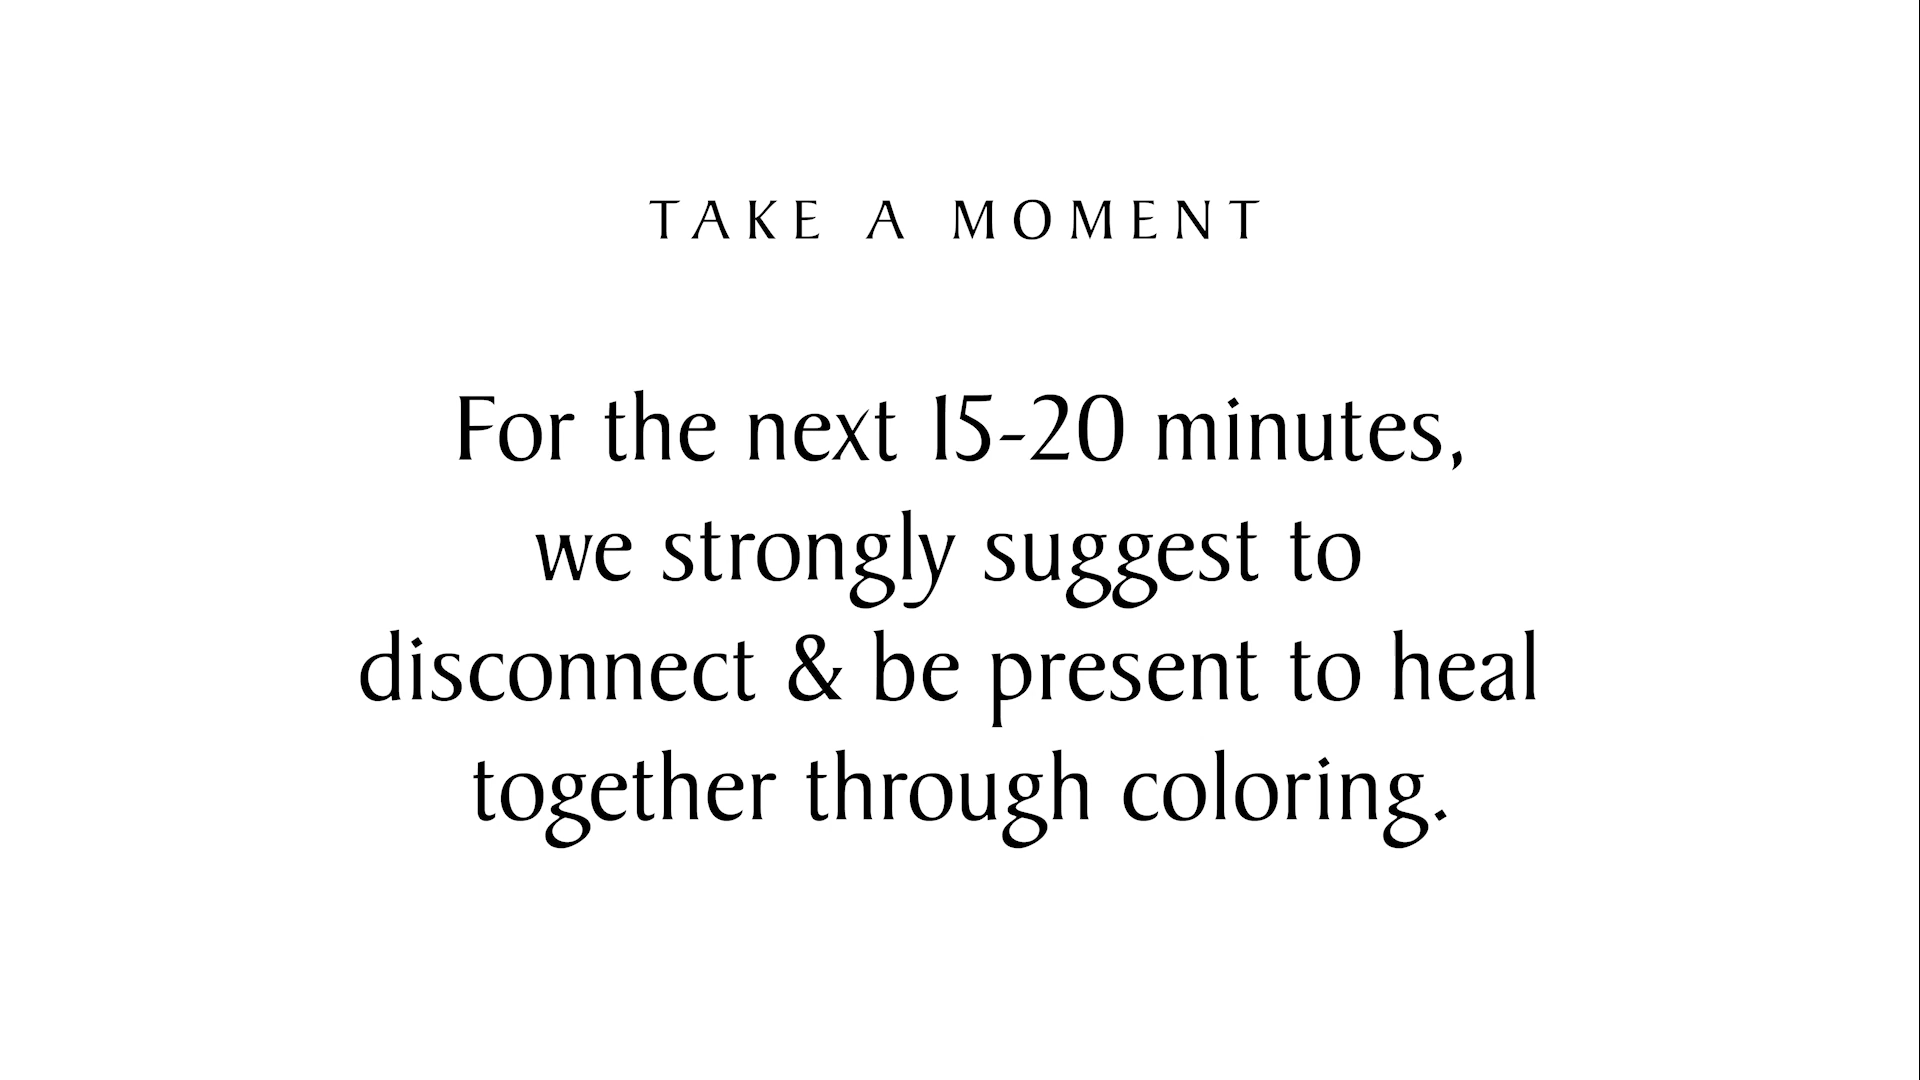 TAKE A MOMENT
For the next 15-20 minutes,
we strongly suggest to
disconnect & be present to heal
together through coloring.